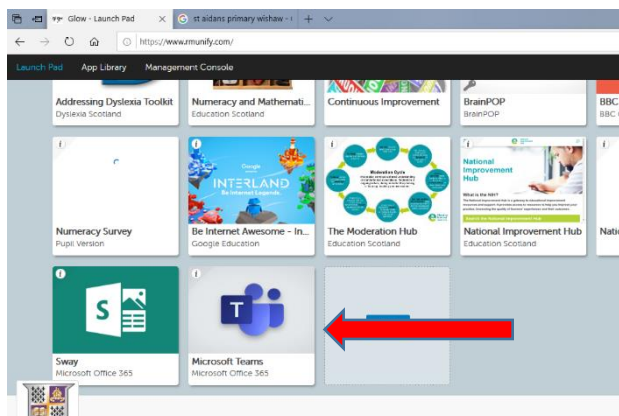 Glow - Launch Pad
st aidans primary wishaw -
https://www.rmunify.com/
Launch Pad App Library Management Console
Addressing Dyslexia Toolkit
Dyslexia Scotland
Numeracy and Mathemati...
Education Scotland
Continuous Improvement
BrainPOP
BrainPOP
BBC
BBC
Numeracy Survey
Pupil Version
Google
INTERLAND
Be Internet Legends.
Be Internet Awesome - In...
Google Education
Moderation Cycle
The Moderation Hub
Education Scotland
National
Improvement
Hub
What is the NIH?
National Improvement Hub
Education Scotland
Nati
S
Sway
Microsoft Office 365
T
Microsoft Teams
Microsoft Office 365